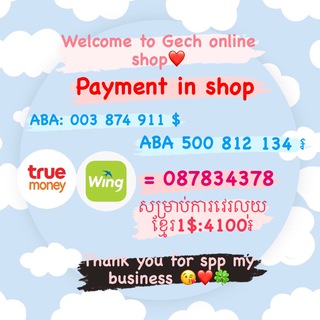 Welcome to Gech online
shop❤️
Payment in shop
ABA: 003 874 911 $
ABA 500 812 134 ៛
true
money
Wing
= 087834378
សម្រាប់ការវេរលុយ
ខ្មែរ1$:4100៛
Thank you for spp my
business 😘❤️🍀